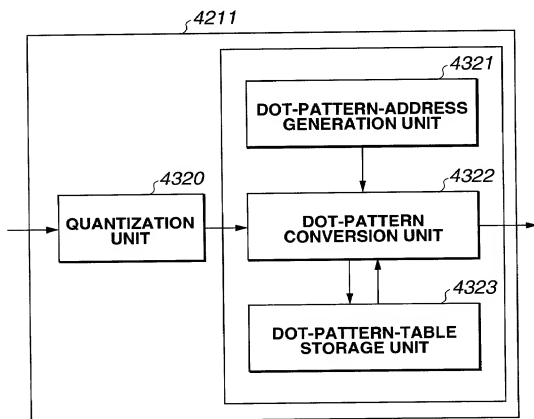 4211
4321
DOT-PATTERN-ADDRESS
GENERATION UNIT
4320
QUANTIZATION
UNIT
4322
DOT-PATTERN
CONVERSION UNIT
4323
DOT-PATTERN-TABLE
STORAGE UNIT